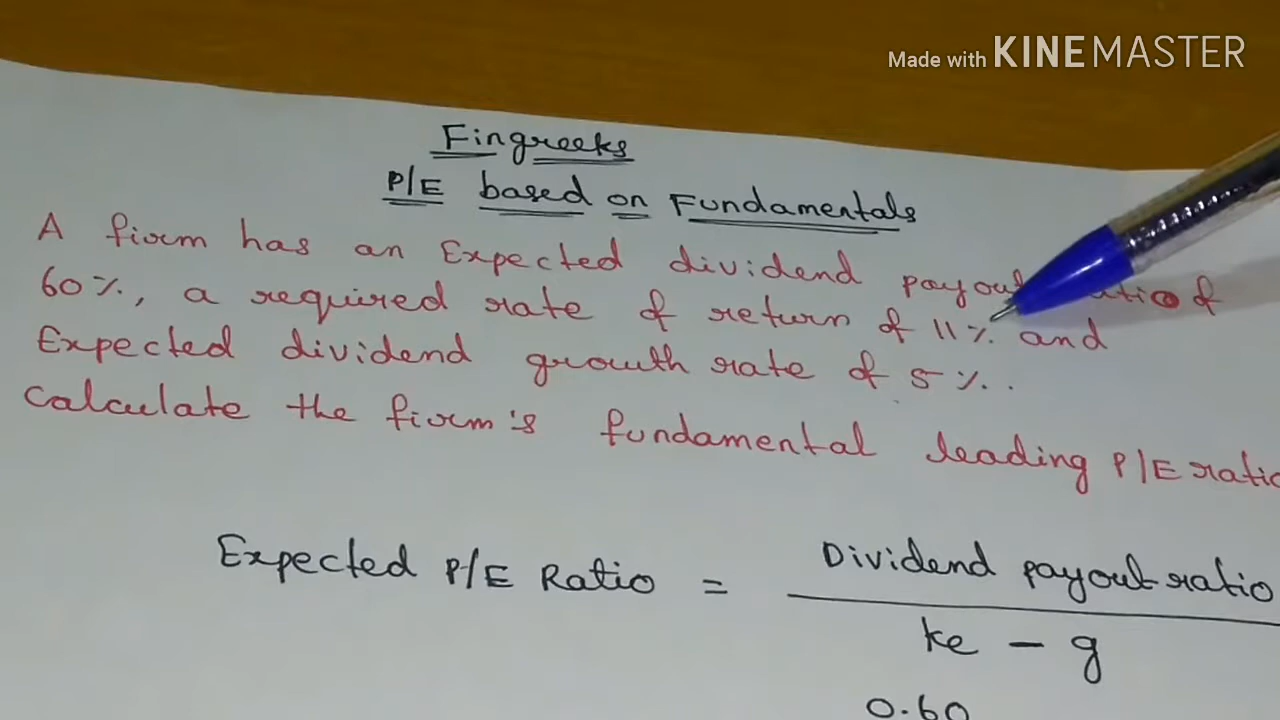 Made with KINEMASTER
Fingreeks
P/E based on Fundamentals
A firm has an Expected dividend payout of
60%, a required rate of return of 11% and
Expected dividend growth rate of 5%.
Calculate the firm's fundamental leading P/E ratio
Expected P/E Ratio = Dividend payout ratio
ke - g
0.60